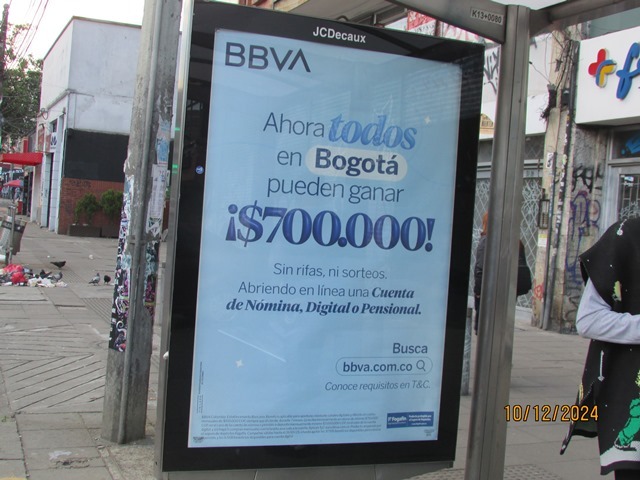 K13+0080
JCDecaux
BBVA
Ahora todos
en Bogotá
pueden ganar
¡$700.000!
Sin rifas, ni sorteos.
Abriendo en línea una Cuenta
de Nómina, Digital o Pensional.
Busca
bbva.com.co
Conoce requisitos en T&C.
10/12/2024